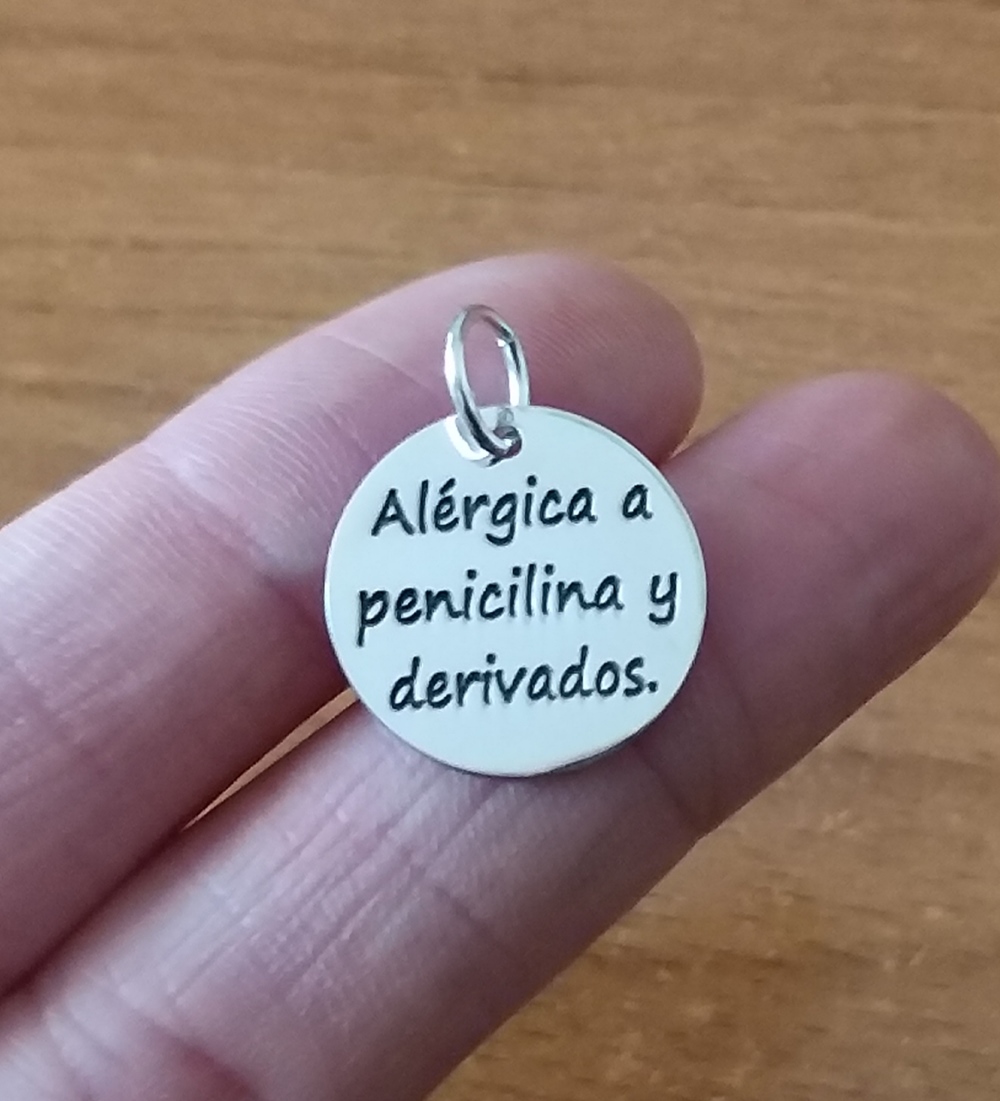 Alérgica a
penicilina y
derivados.